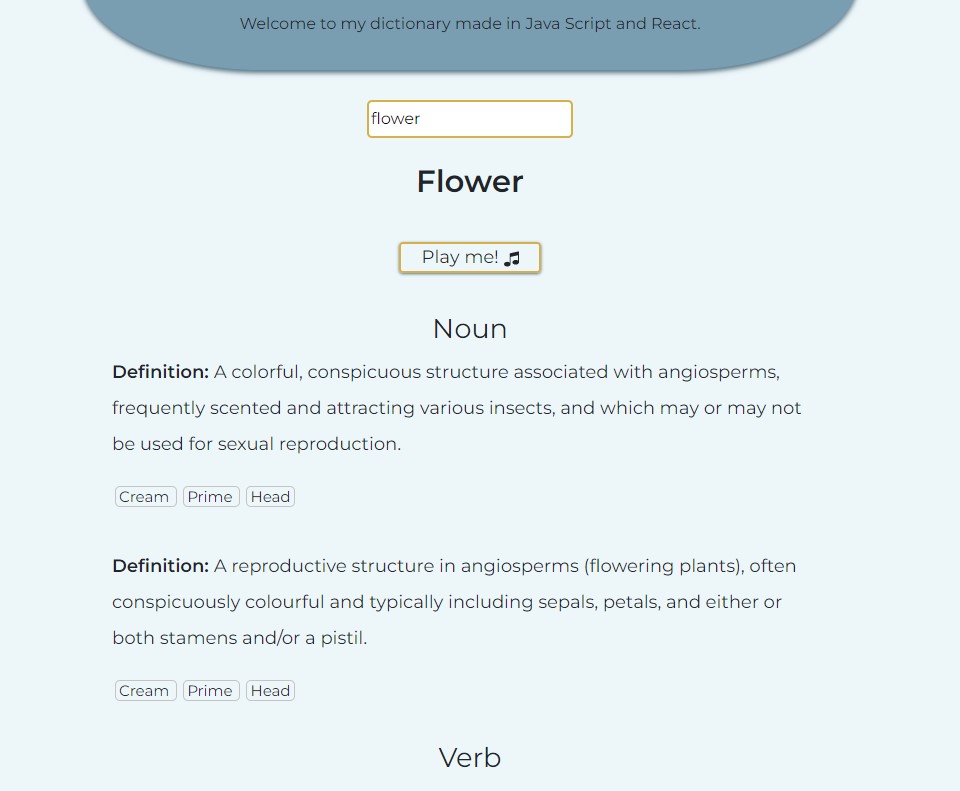 Welcome to my dictionary made in Java Script and React.
flower
Flower
Play me!
Noun
Definition: A colorful, conspicuous structure associated with angiosperms,
frequently scented and attracting various insects, and which may or may not
be used for sexual reproduction.
Cream Prime Head
Definition: A reproductive structure in angiosperms (flowering plants), often
conspicuously colourful and typically including sepals, petals, and either or
both stamens and/or a pistil.
Cream Prime Head
Verb